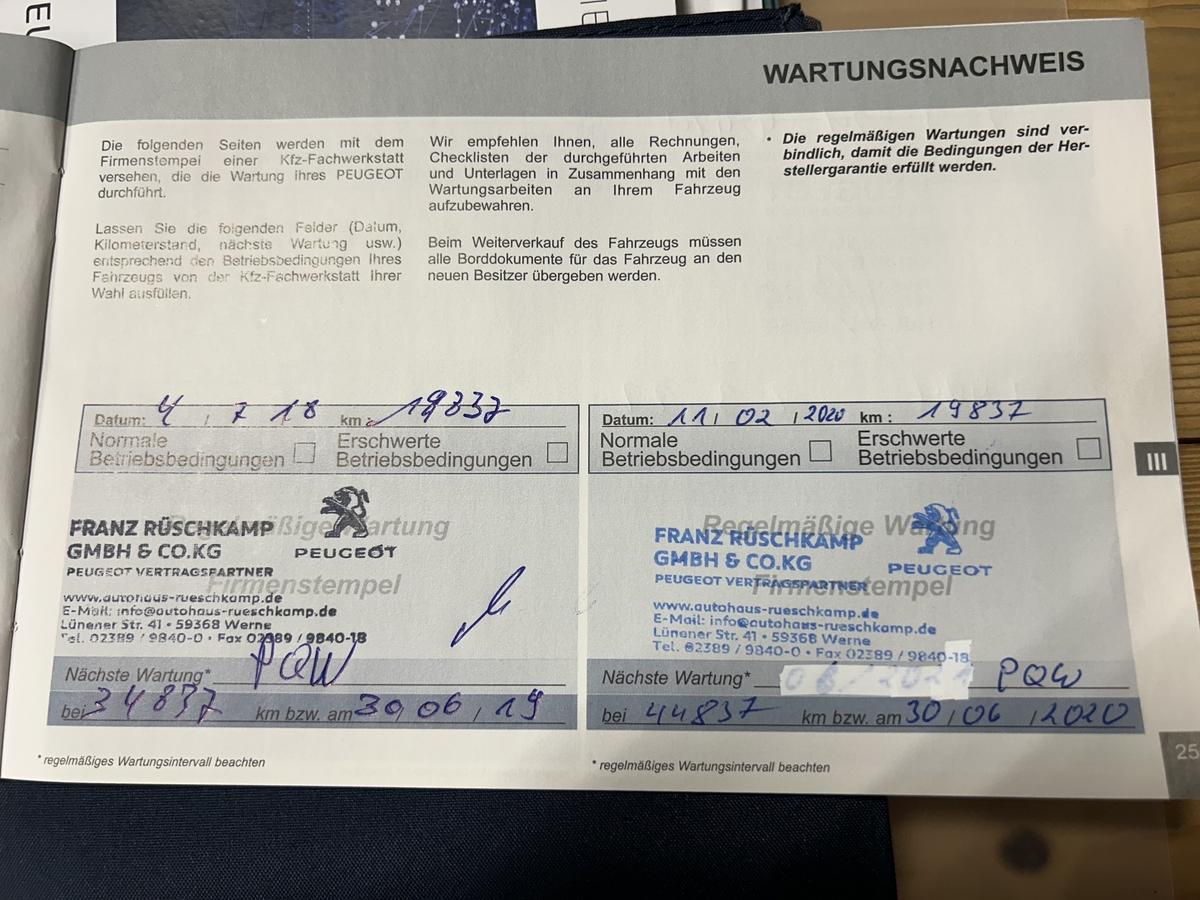 EU
IE
WARTUNGSNACHWEIS
Die folgenden Seiten werden mit dem
Firmenstempel einer Kfz-Fachwerkstatt
versehen, die die Wartung ihres PEUGEOT
durchführt.
Lassen Sie die folgenden Felder (Datum,
Kilometerstand, nächste Wartung usw.)
entsprechend den Betriebsbedingungen Ihres
Fahrzeugs von der Kfz-Fachwerkstatt Ihrer
Wahl ausfüllen.
Wir empfehlen Ihnen, alle Rechnungen,
Checklisten der durchgeführten Arbeiten
und Unterlagen in Zusammenhang mit den
Wartungsarbeiten an Ihrem Fahrzeug
aufzubewahren.
Beim Weiterverkauf des Fahrzeugs müssen
alle Borddokumente für das Fahrzeug an den
neuen Besitzer übergeben werden.
• Die regelmäßigen Wartungen sind ver-
bindlich, damit die Bedingungen der Her-
stellergarantie erfüllt werden.
Datum: 4 / 7 18 km: 19837
Normale
Betriebsbedingungen
Erschwerte
Betriebsbedingungen
Regelmäßige Wartung
FRANZ RÜSCHKAMP
GMBH & CO.KG
PEUGEOT
PEUGEOT VERTRAGSPARTNER
Firmenstempel
www.autohaus-rueschkamp.de
E-Mail: info@autohaus-rueschkamp.de
Lünener Str. 41 • 59368 Werne
Tel. 02389 / 9840-0 • Fax 02389 / 9840-18
Nächste Wartung* PQW
bei 34837 km bzw. am 30 06 / 19
* regelmäßiges Wartungsintervall beachten
Datum: 11 / 02 / 2020 km : 19837
Normale
Betriebsbedingungen
Erschwerte
Betriebsbedingungen
Regelmäßige Wartung
FRANZ RÜSCHKAMP
GMBH & CO.KG
PEUGEOT
PEUGEOT VERTRAGSPARTNER
Firmenstempel
www.autohaus-rueschkamp.de
E-Mail: info@autohaus-rueschkamp.de
Lünener Str. 41 • 59368 Werne
Tel. 02389 / 9840-0 • Fax 02389 / 9840-18
Nächste Wartung* 06/2021 PQW
bei 44837 km bzw. am 30 / 06 / 2020
* regelmäßiges Wartungsintervall beachten
III
25